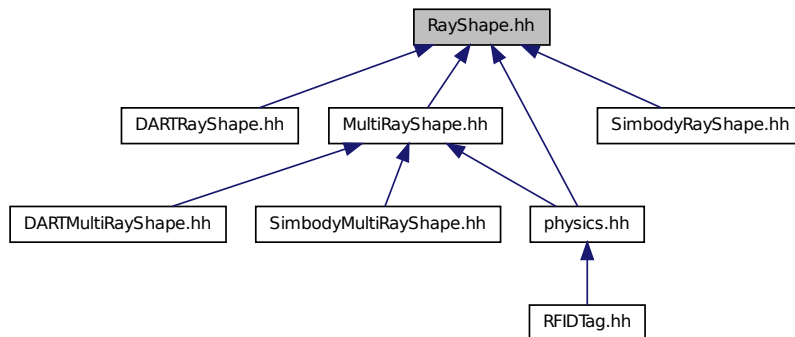 RayShape.hh
DARTRayShape.hh
MultiRayShape.hh
SimbodyRayShape.hh
DARTMultiRayShape.hh
SimbodyMultiRayShape.hh
physics.hh
RFIDTag.hh